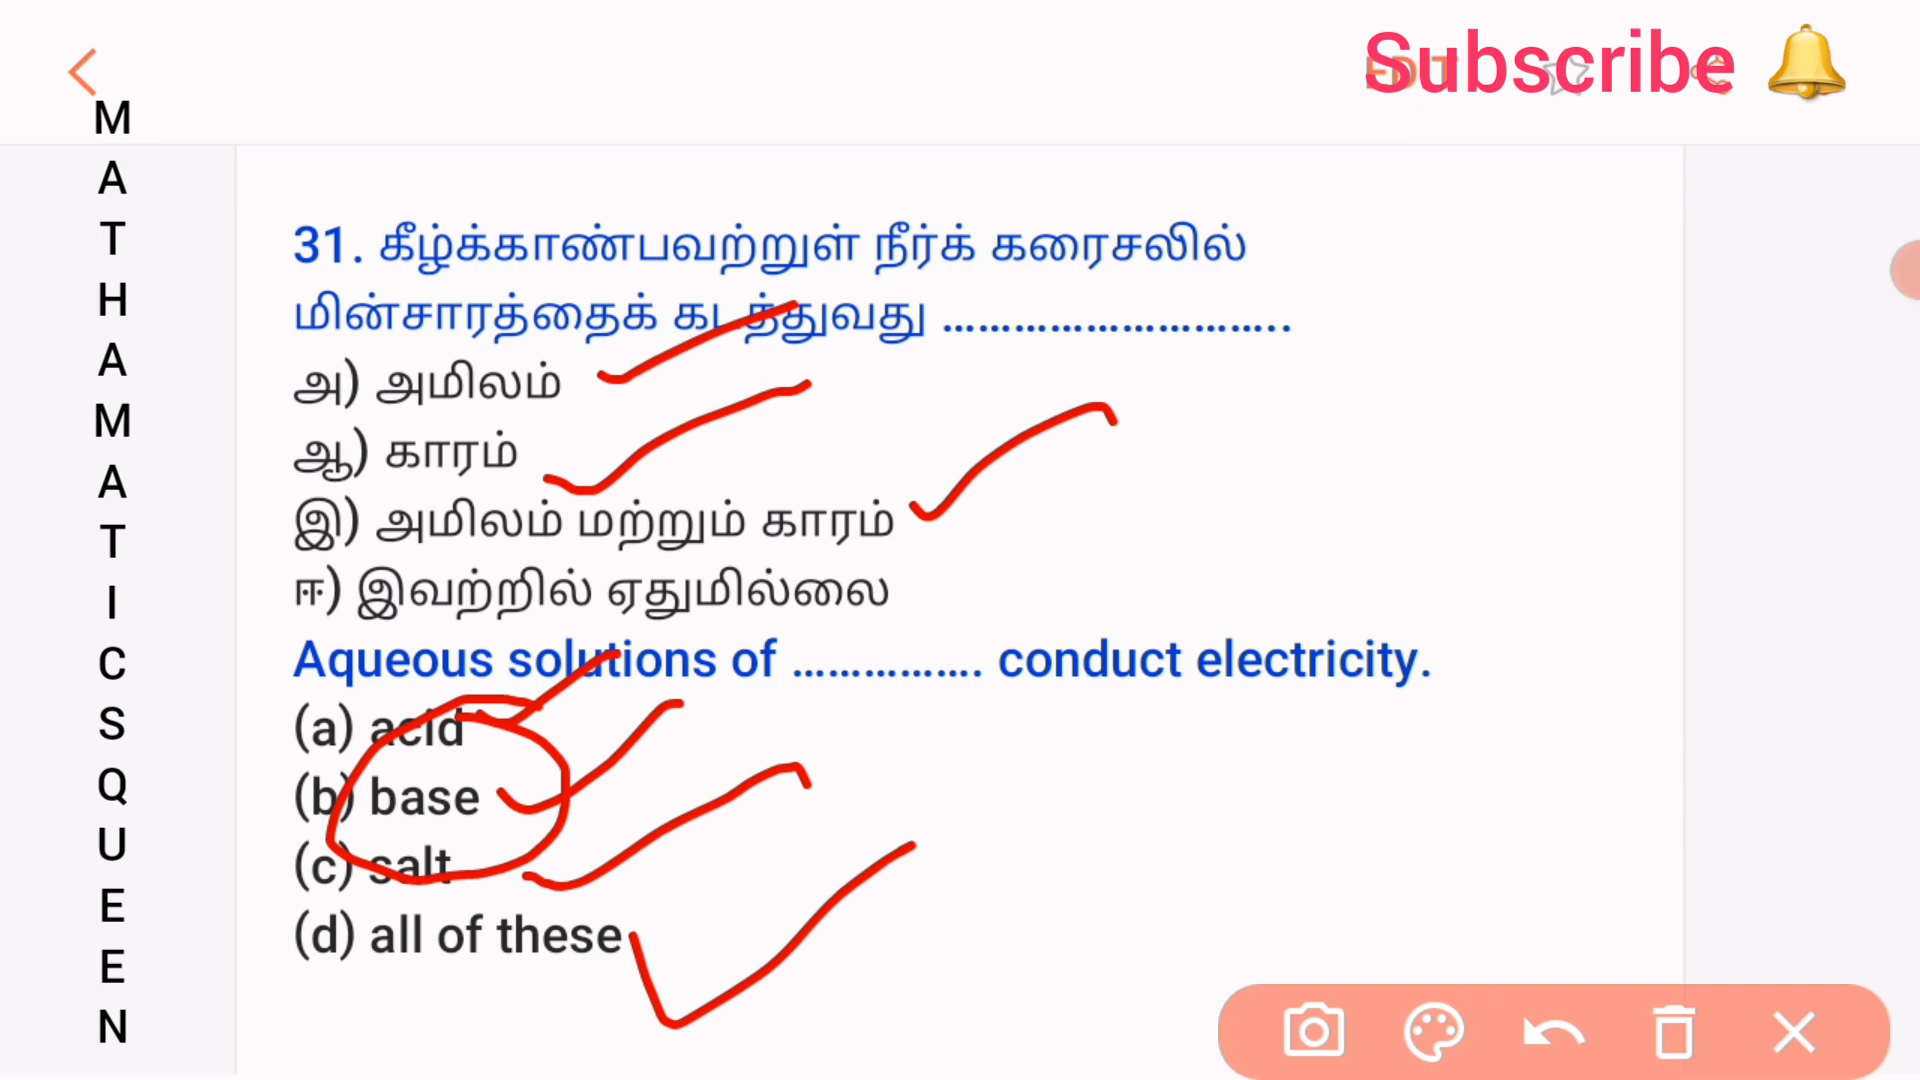 Subscribe 🔔
MATHAMATICSQUEEN
31. கீழ்க்காண்பவற்றுள் நீர்க் கரைசலில்
மின்சாரத்தைக் கடத்துவது ………………………..
அ) அமிலம்
ஆ) காரம்
இ) அமிலம் மற்றும் காரம்
ஈ) இவற்றில் ஏதுமில்லை
Aqueous solutions of ……………. conduct electricity.
(a) acid
(b) base
(c) salt
(d) all of these